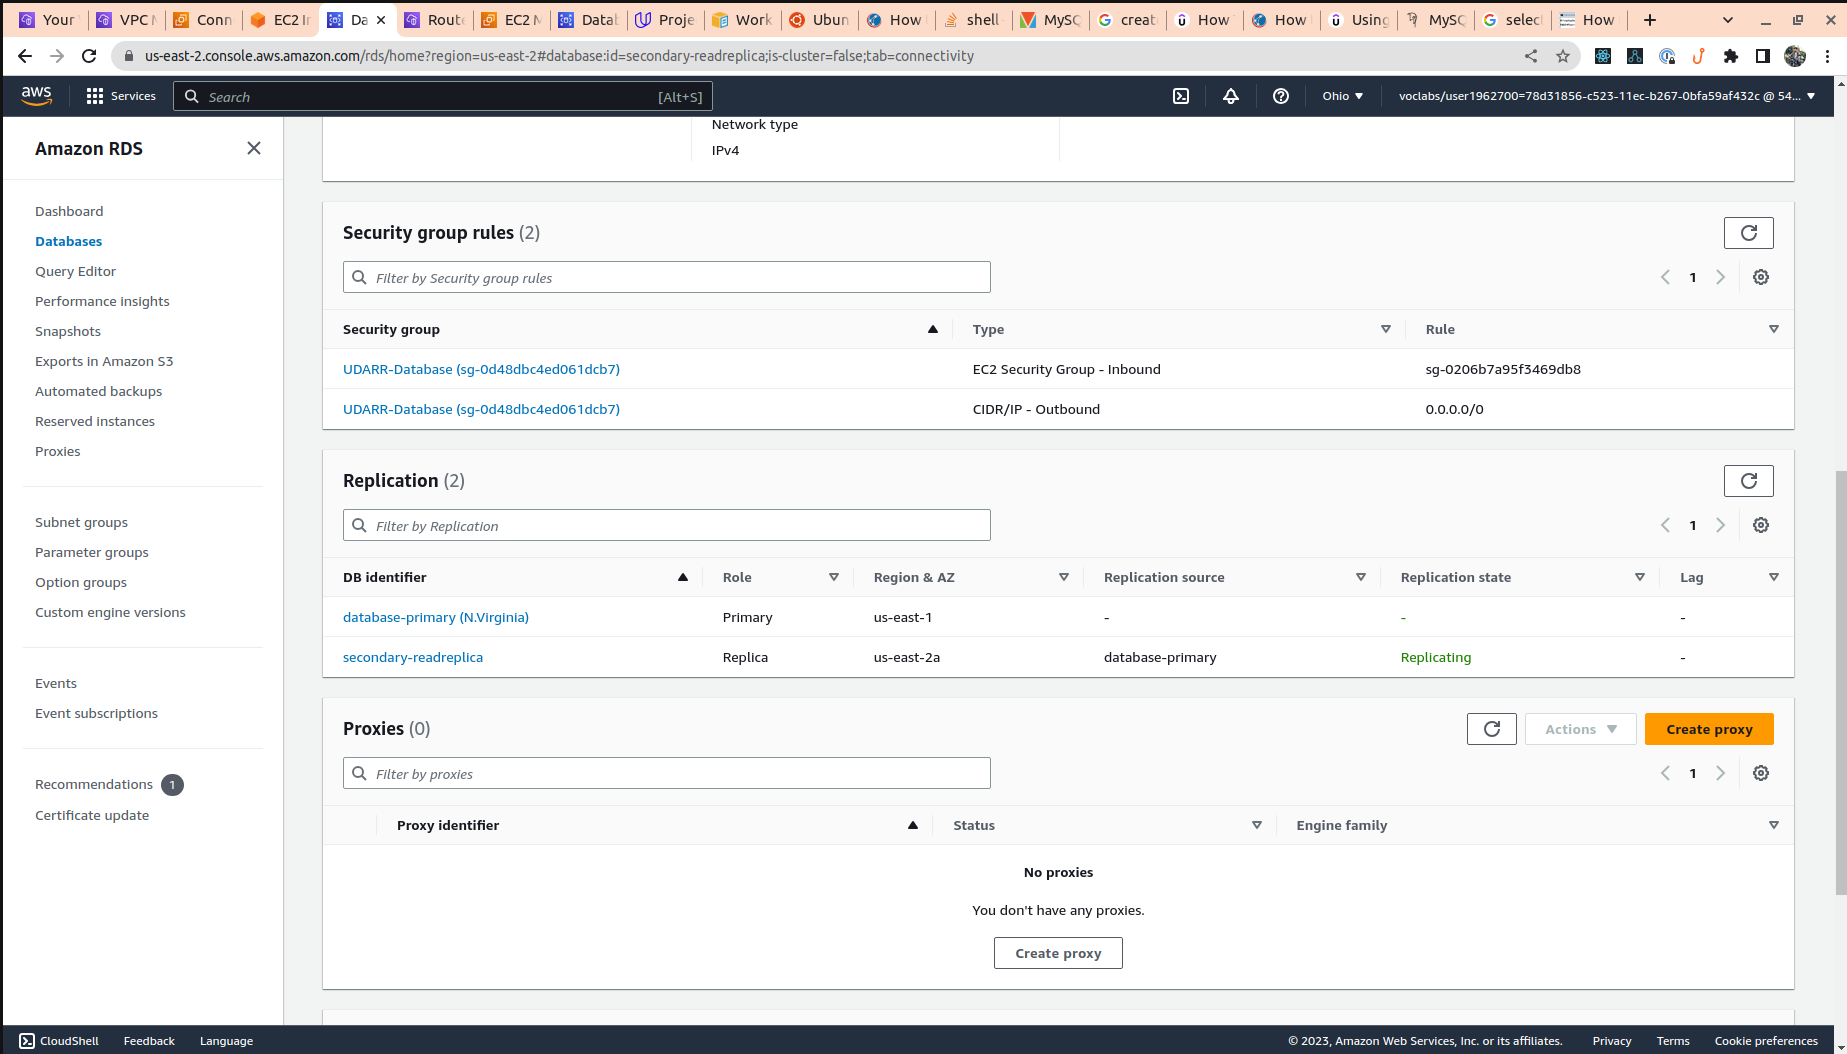 Your
VPC M
Conn
EC2 In
Da
Route
EC2 M
Datab
Proje
Work
Ubun
How
shell
MySQ
creat
How
How
Using
MySQ
selec
How
us-east-2.console.aws.amazon.com/rds/home?region=us-east-2#database:id=secondary-readreplica;is-cluster=false;tab=connectivity
aws
Services
Search
[Alt+S]
Ohio
voclabs/user1962700=78d31856-c523-11ec-b267-0bfa59af432c @ 54...
Amazon RDS
Dashboard
Databases
Query Editor
Performance insights
Snapshots
Exports in Amazon S3
Automated backups
Reserved instances
Proxies
Subnet groups
Parameter groups
Option groups
Custom engine versions
Events
Event subscriptions
Recommendations 1
Certificate update
Network type
IPv4
Security group rules (2)
Filter by Security group rules
1
Security group Type Rule
UDARR-Database (sg-0d48dbc4ed061dcb7) EC2 Security Group - Inbound sg-0206b7a95f3469db8
UDARR-Database (sg-0d48dbc4ed061dcb7) CIDR/IP - Outbound 0.0.0.0/0
Replication (2)
Filter by Replication
1
DB identifier Role Region & AZ Replication source Replication state Lag
database-primary (N.Virginia) Primary us-east-1 - - -
secondary-readreplica Replica us-east-2a database-primary Replicating -
Proxies (0)
Actions
Create proxy
Filter by proxies
1
Proxy identifier Status Engine family
No proxies
You don't have any proxies.
Create proxy
CloudShell Feedback Language
© 2023, Amazon Web Services, Inc. or its affiliates. Privacy Terms Cookie preferences